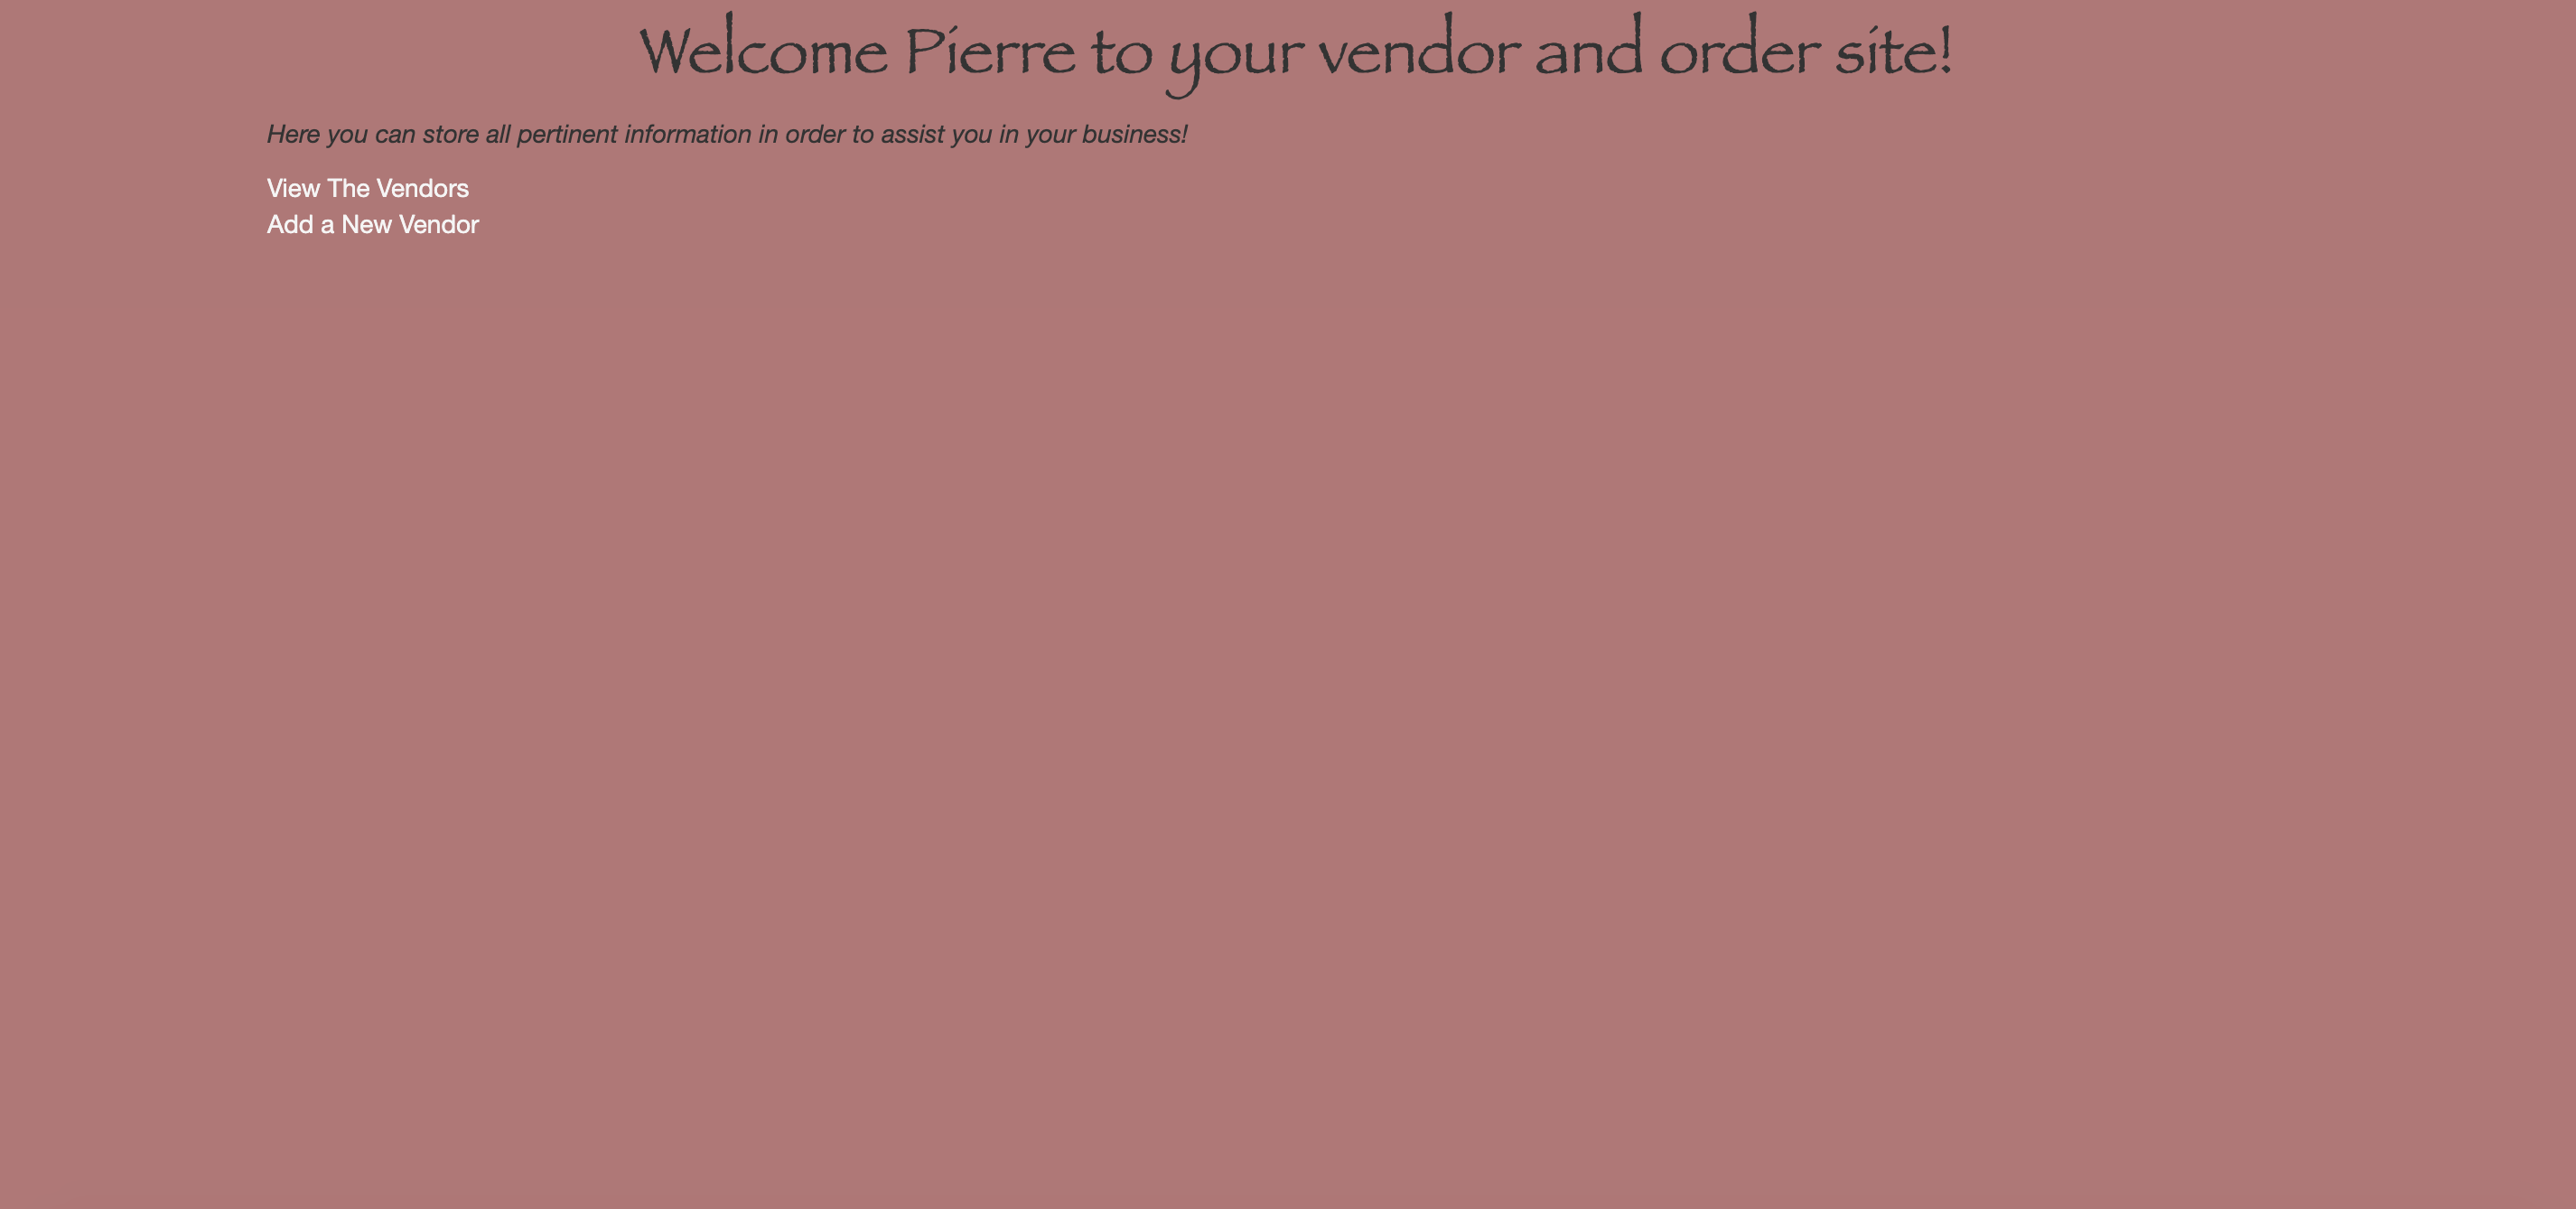 Welcome Pierre to your vendor and order site!
Here you can store all pertinent information in order to assist you in your business!
View The Vendors
Add a New Vendor